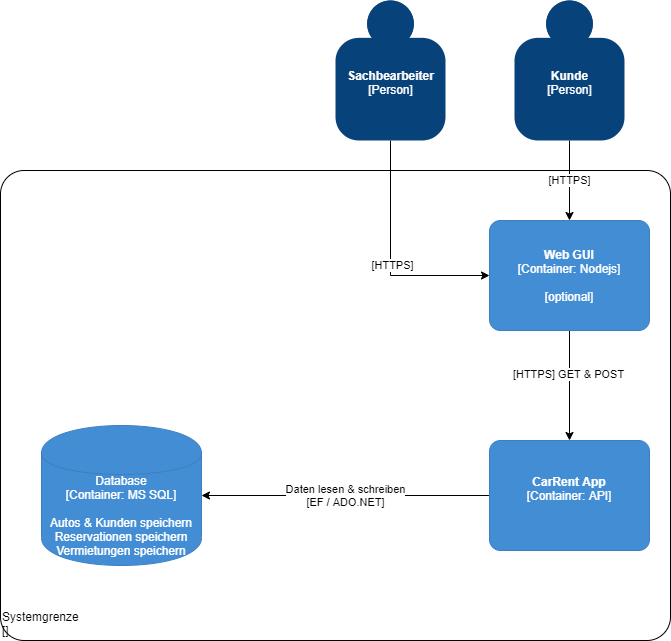 Sachbearbeiter
[Person]
Kunde
[Person]
[HTTPS]
Web GUI
[Container: Nodejs]
[optional]
[HTTPS]
[HTTPS] GET & POST
Database
[Container: MS SQL]
Autos & Kunden speichern
Reservationen speichern
Vermietungen speichern
Daten lesen & schreiben
[EF / ADO.NET]
CarRent App
[Container: API]
Systemgrenze
[]